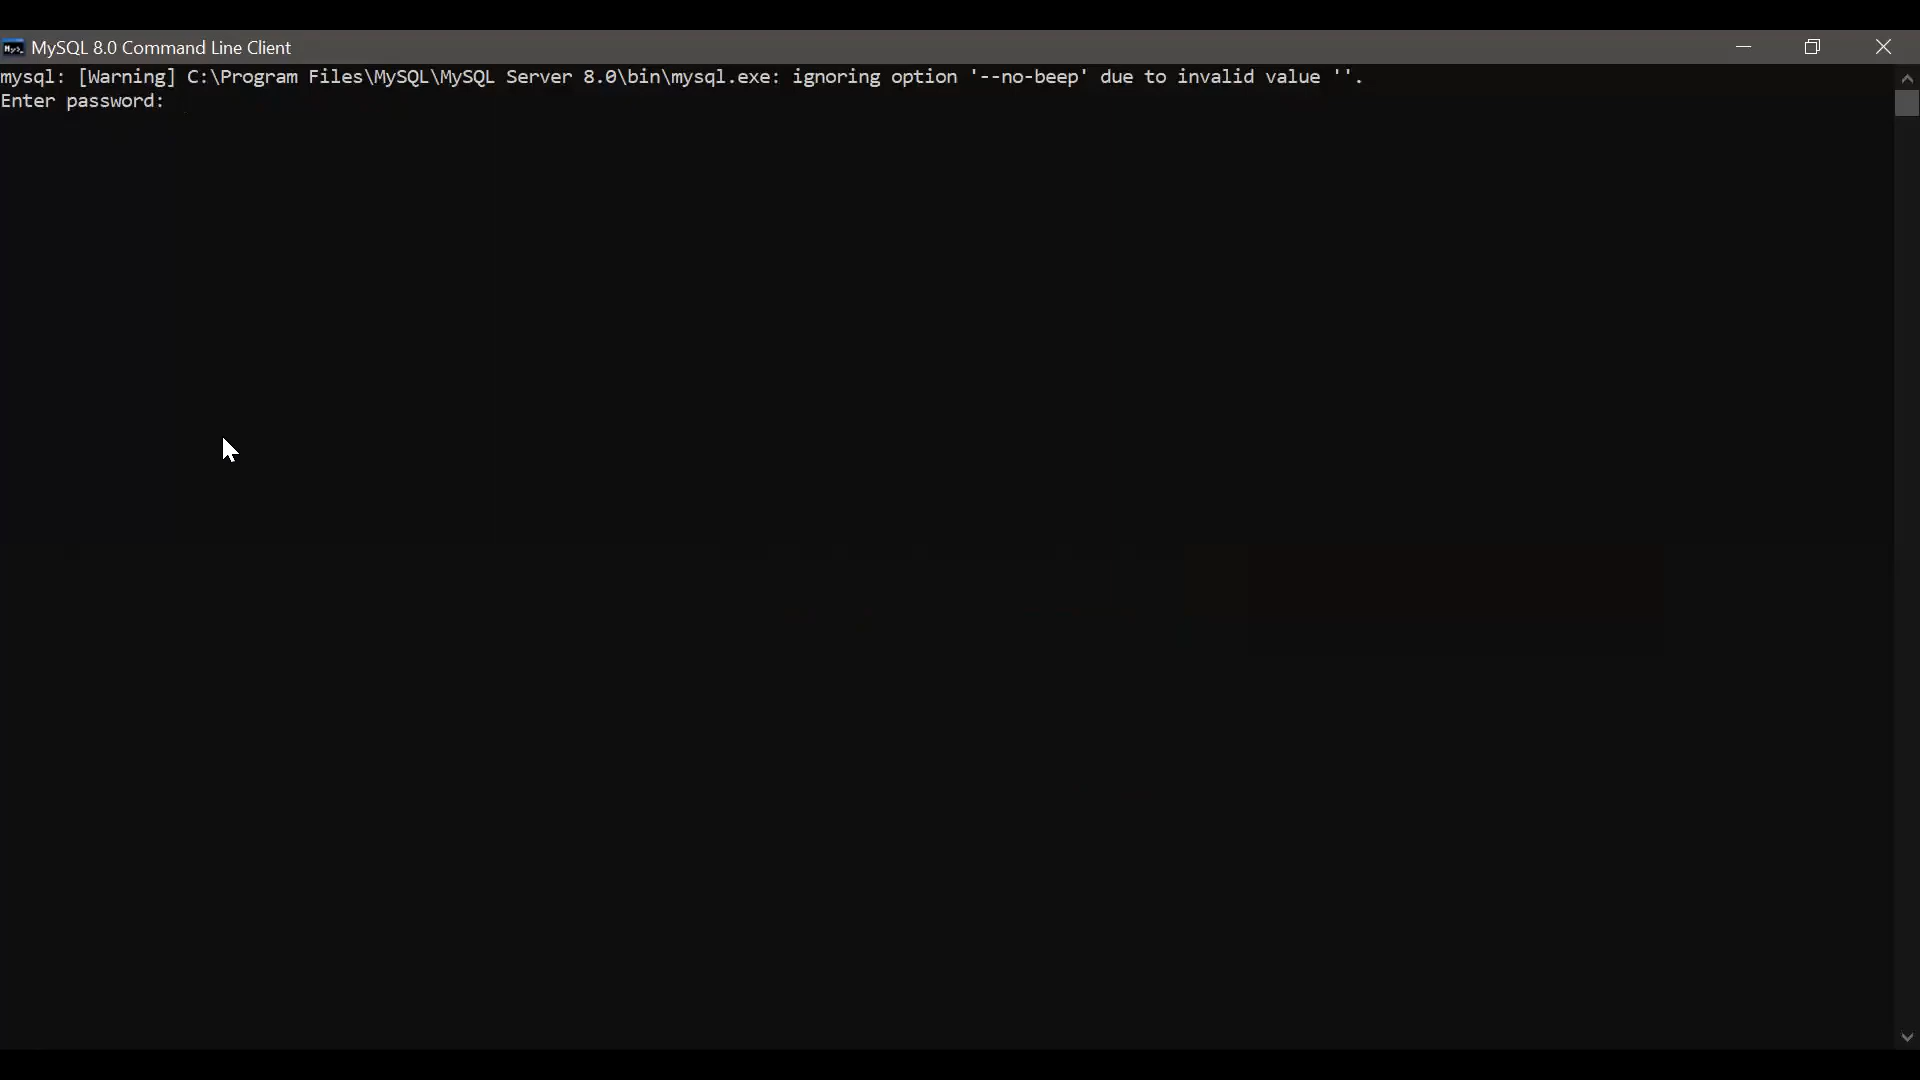 MySQL 8.0 Command Line Client
mysql: [Warning] C:\Program Files\MySQL\MySQL Server 8.0\bin\mysql.exe: ignoring option '--no-beep' due to invalid value ''.
Enter password: